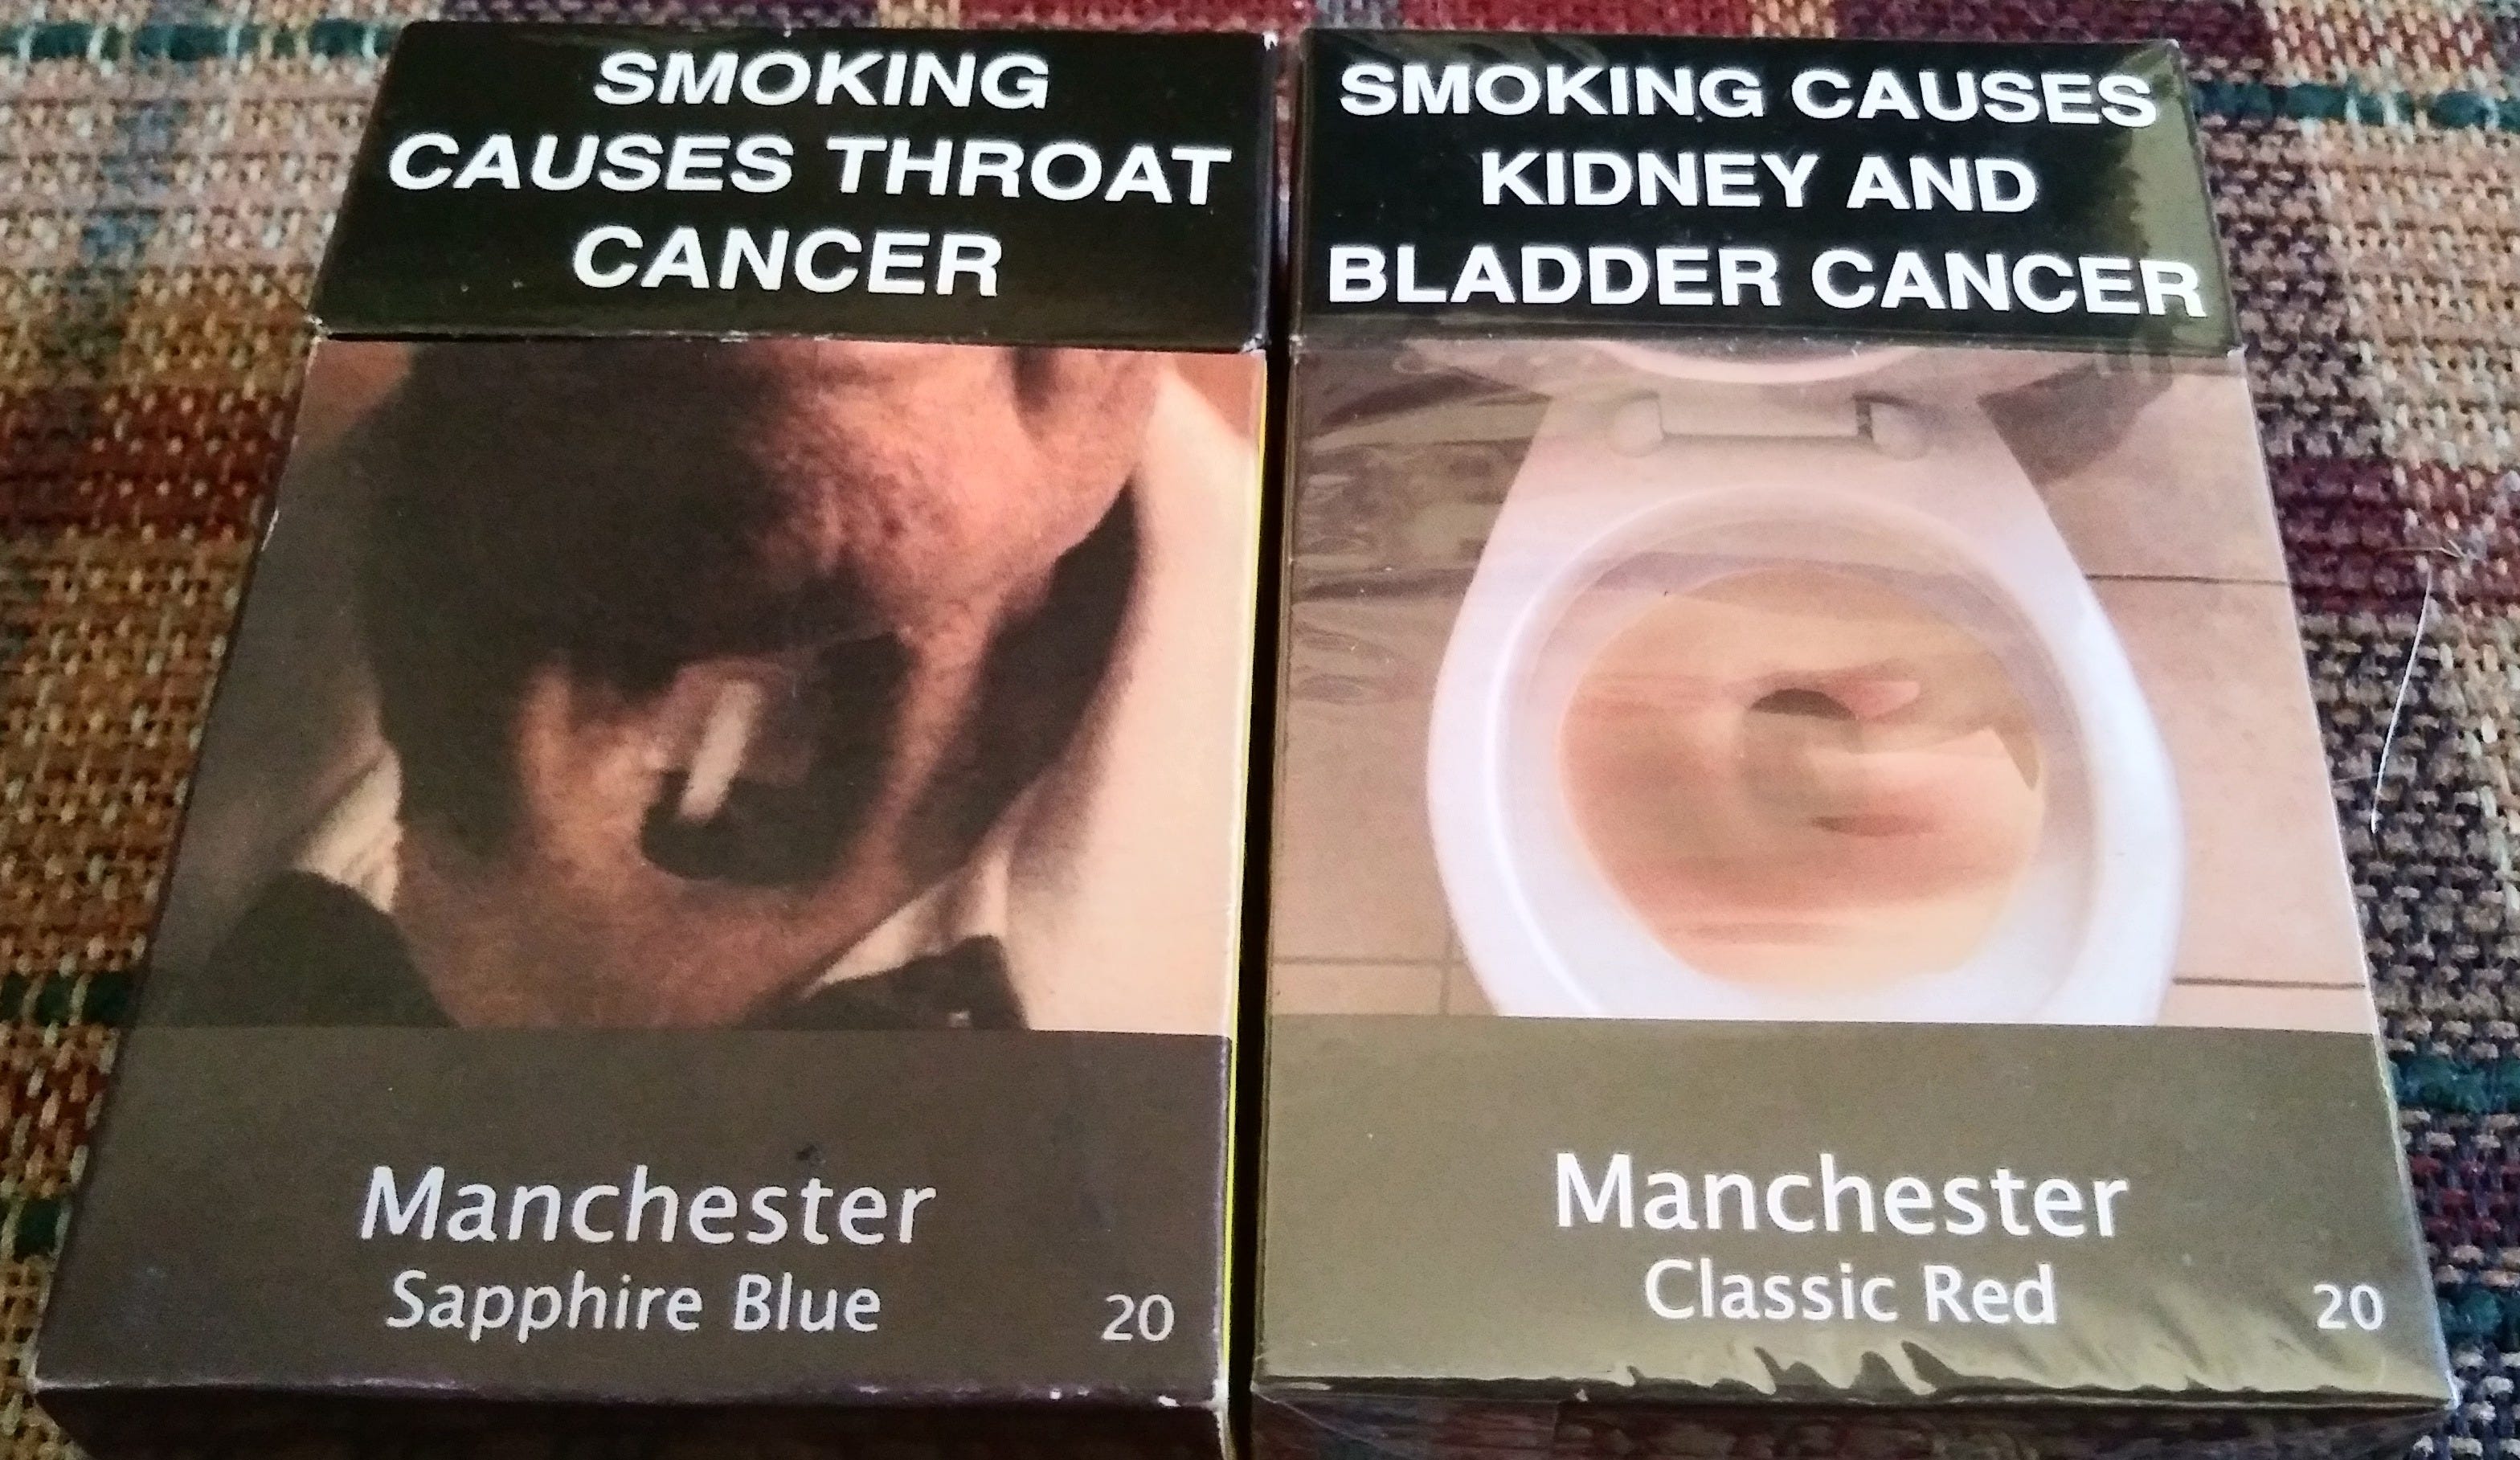 SMOKING
CAUSES THROAT
CANCER
Manchester
Sapphire Blue
20
SMOKING CAUSES
KIDNEY AND
BLADDER CANCER
Manchester
Classic Red
20